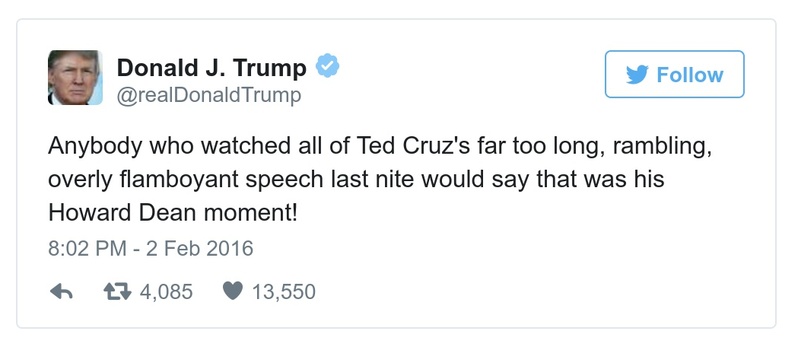 Donald J. Trump
@realDonaldTrump
Follow
Anybody who watched all of Ted Cruz's far too long, rambling,
overly flamboyant speech last nite would say that was his
Howard Dean moment!
8:02 PM - 2 Feb 2016
4,085 13,550